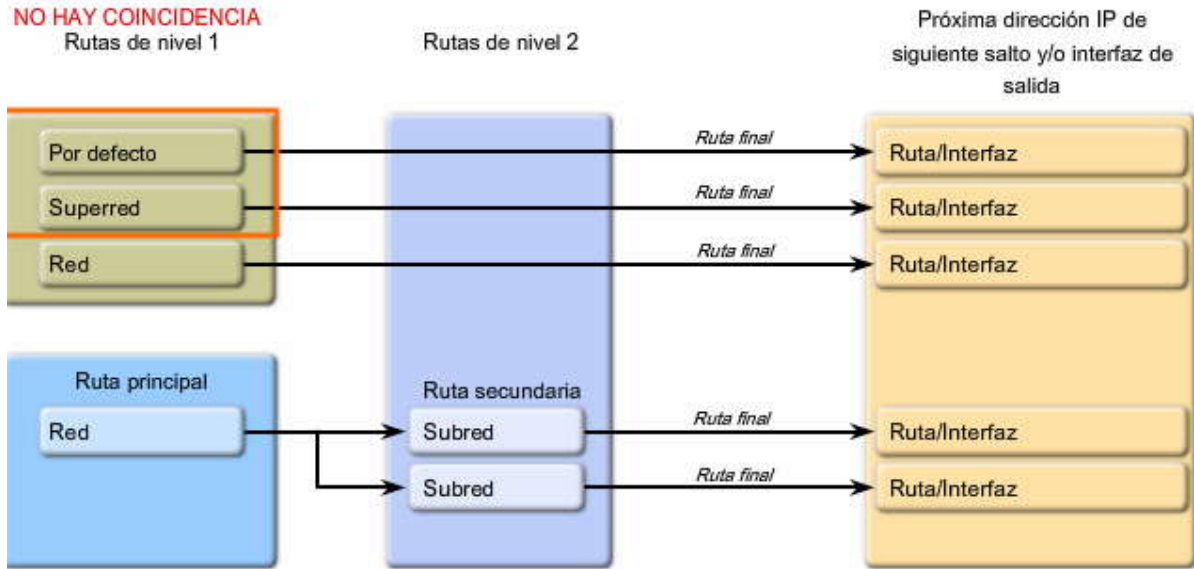 NO HAY COINCIDENCIA
Rutas de nivel 1
Rutas de nivel 2
Próxima dirección IP de
siguiente salto y/o interfaz de
salida
Por defecto
Ruta final
Ruta/Interfaz
Superred
Ruta final
Ruta/Interfaz
Red
Ruta final
Ruta/Interfaz
Ruta principal
Ruta secundaria
Red
Subred
Ruta final
Ruta/Interfaz
Subred
Ruta final
Ruta/Interfaz